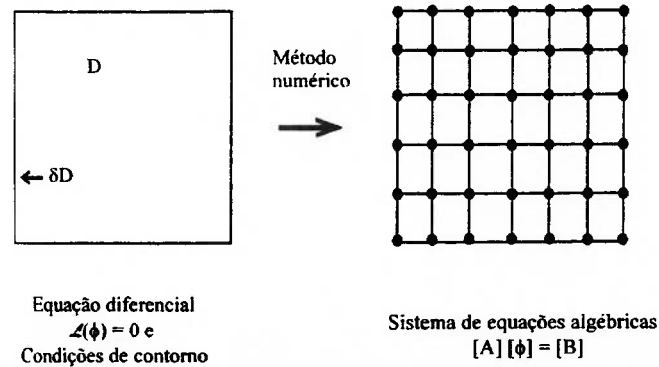 D
δD
Método
numérico
Equação diferencial
ℒ(ϕ) = 0 e
Condições de contorno
Sistema de equações algébricas
[A] [ϕ] = [B]